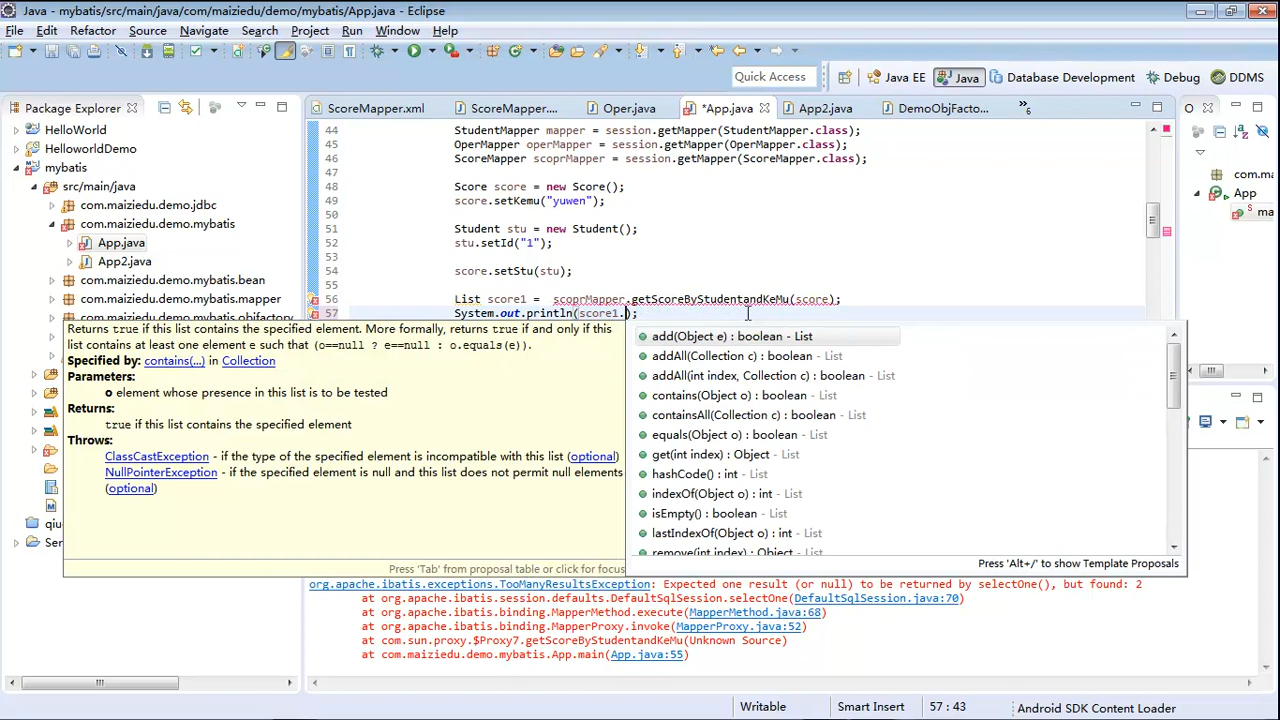 Java - mybatis/src/main/java/com/maiziedu/demo/mybatis/App.java - Eclipse
File Edit Refactor Source Navigate Search Project Run Window Help
Quick Access Java EE Java Database Development Debug DDMS
Package Explorer
ScoreMapper.xml ScoreMapper.... Oper.java *App.java App2.java DemoObjFacto... »6
O
HelloWorld
HelloworldDemo
mybatis
src/main/java
com.maiziedu.demo.jdbc
com.maiziedu.demo.mybatis
App.java
App2.java
com.maiziedu.demo.mybatis.bean
com.maiziedu.demo.mybatis.mapper
44 StudentMapper mapper = session.getMapper(StudentMapper.class);
45 OperMapper operMapper = session.getMapper(OperMapper.class);
46 ScoreMapper scoprMapper = session.getMapper(ScoreMapper.class);
47
48 Score score = new Score();
49 score.setKemu("yuwen");
50
51 Student stu = new Student();
52 stu.setId("1");
53
54 score.setStu(stu);
55
56 List score1 = scoprMapper.getScoreByStudentandKeMu(score);
57 System.out.println(score1.);
com.ma
App
ma
Returns true if this list contains the specified element. More formally, returns true if and only if this
list contains at least one element e such that (o==null ? e==null : o.equals(e)).
Specified by: contains(...) in Collection
Parameters:
o element whose presence in this list is to be tested
Returns:
true if this list contains the specified element
Throws:
ClassCastException - if the type of the specified element is incompatible with this list (optional)
NullPointerException - if the specified element is null and this list does not permit null elements
(optional)
Press 'Tab' from proposal table or click for focus
add(Object e) : boolean - List
addAll(Collection c) : boolean - List
addAll(int index, Collection c) : boolean - List
contains(Object o) : boolean - List
containsAll(Collection c) : boolean - List
equals(Object o) : boolean - List
get(int index) : Object - List
hashCode() : int - List
indexOf(Object o) : int - List
isEmpty() : boolean - List
lastIndexOf(Object o) : int - List
remove(int index) : Object - List
Press 'Alt+/' to show Template Proposals
qiu
Ser
org.apache.ibatis.exceptions.TooManyResultsException: Expected one result (or null) to be returned by selectOne(), but found: 2
at org.apache.ibatis.session.defaults.DefaultSqlSession.selectOne(DefaultSqlSession.java:70)
at org.apache.ibatis.binding.MapperMethod.execute(MapperMethod.java:68)
at org.apache.ibatis.binding.MapperProxy.invoke(MapperProxy.java:52)
at com.sun.proxy.$Proxy7.getScoreByStudentandKeMu(Unknown Source)
at com.maiziedu.demo.mybatis.App.main(App.java:55)
Writable Smart Insert 57 : 43 Android SDK Content Loader